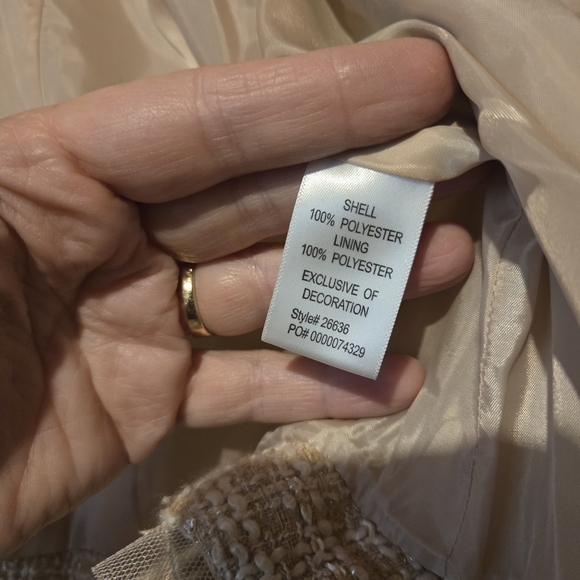 SHELL
100% POLYESTER
LINING
100% POLYESTER
EXCLUSIVE OF
DECORATION
Style# 26636
PO# 0000074329